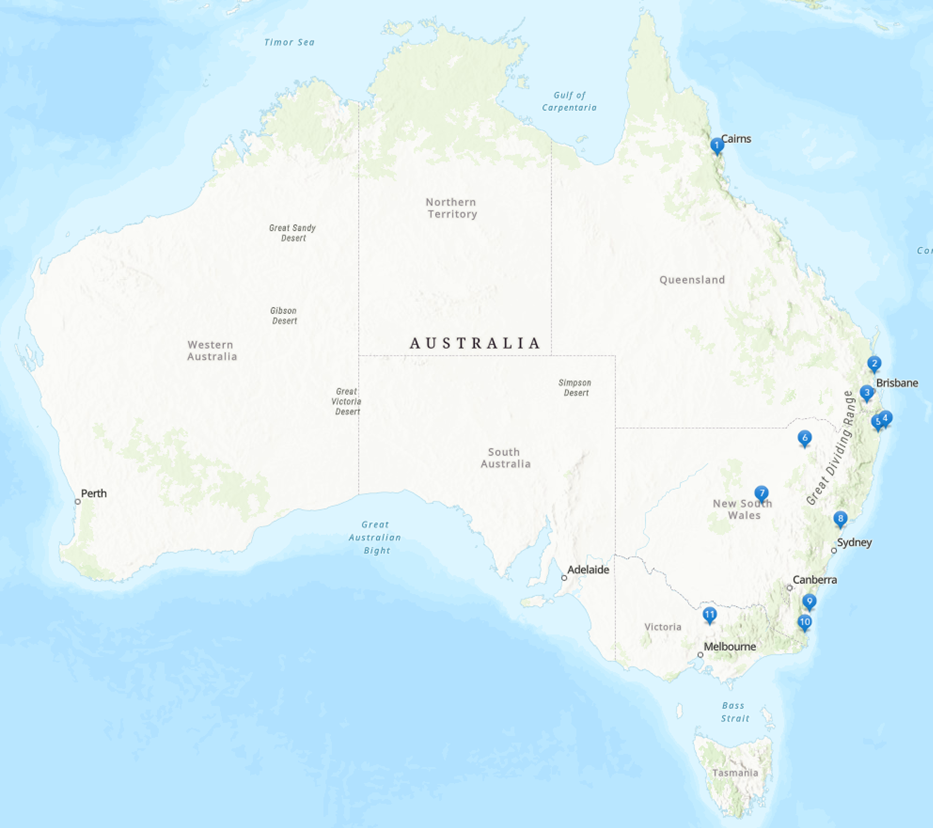 Timor Sea
Gulf of
Carpentaria
Cairns
1
Northern
Territory
Great Sandy
Desert
Queensland
Gibson
Desert
Western
Australia
AUSTRALIA
2
Brisbane
Great
Victoria
Desert
Simpson
Desert
3
Great Dividing Range
4
5
6
South
Australia
7
New South
Wales
Perth
8
Sydney
Great
Australian
Bight
Adelaide
Canberra
9
10
11
Victoria
Melbourne
Bass
Strait
Tasmania